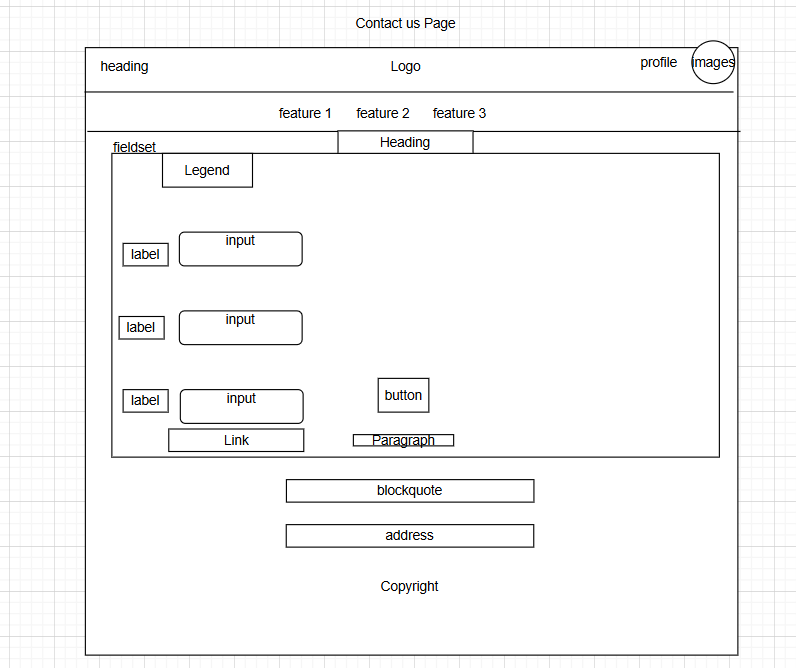 Contact us Page
heading
Logo
profile
images
feature 1
feature 2
feature 3
Heading
fieldset
Legend
label
input
label
input
label
input
button
Link
Paragraph
blockquote
address
Copyright